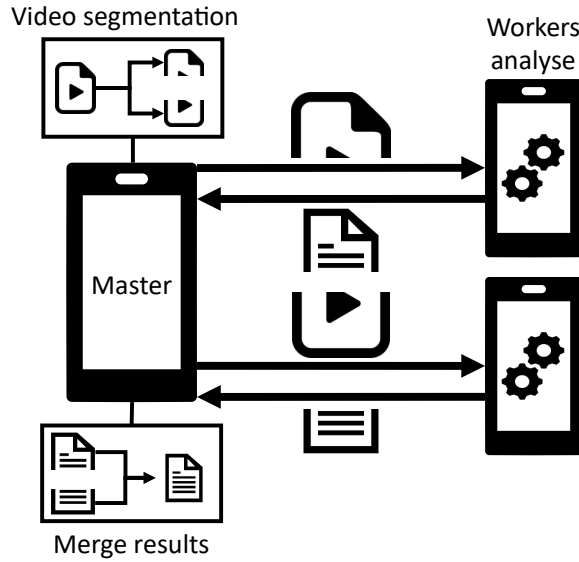 Video segmentation
Workers
analyse
Master
Merge results